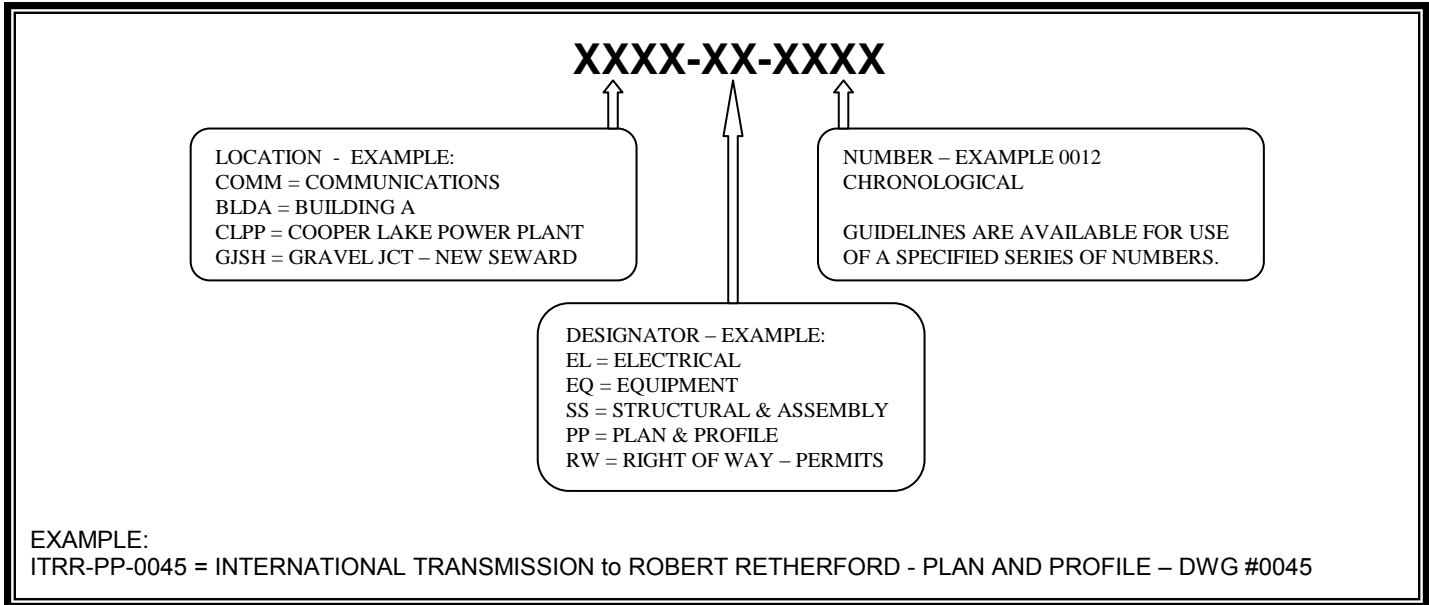 XXXX-XX-XXXX
LOCATION - EXAMPLE:
COMM = COMMUNICATIONS
BLDA = BUILDING A
CLPP = COOPER LAKE POWER PLANT
GJSH = GRAVEL JCT – NEW SEWARD
NUMBER – EXAMPLE 0012
CHRONOLOGICAL
GUIDELINES ARE AVAILABLE FOR USE
OF A SPECIFIED SERIES OF NUMBERS.
DESIGNATOR – EXAMPLE:
EL = ELECTRICAL
EQ = EQUIPMENT
SS = STRUCTURAL & ASSEMBLY
PP = PLAN & PROFILE
RW = RIGHT OF WAY – PERMITS
EXAMPLE:
ITRR-PP-0045 = INTERNATIONAL TRANSMISSION to ROBERT RETHERFORD - PLAN AND PROFILE – DWG #0045